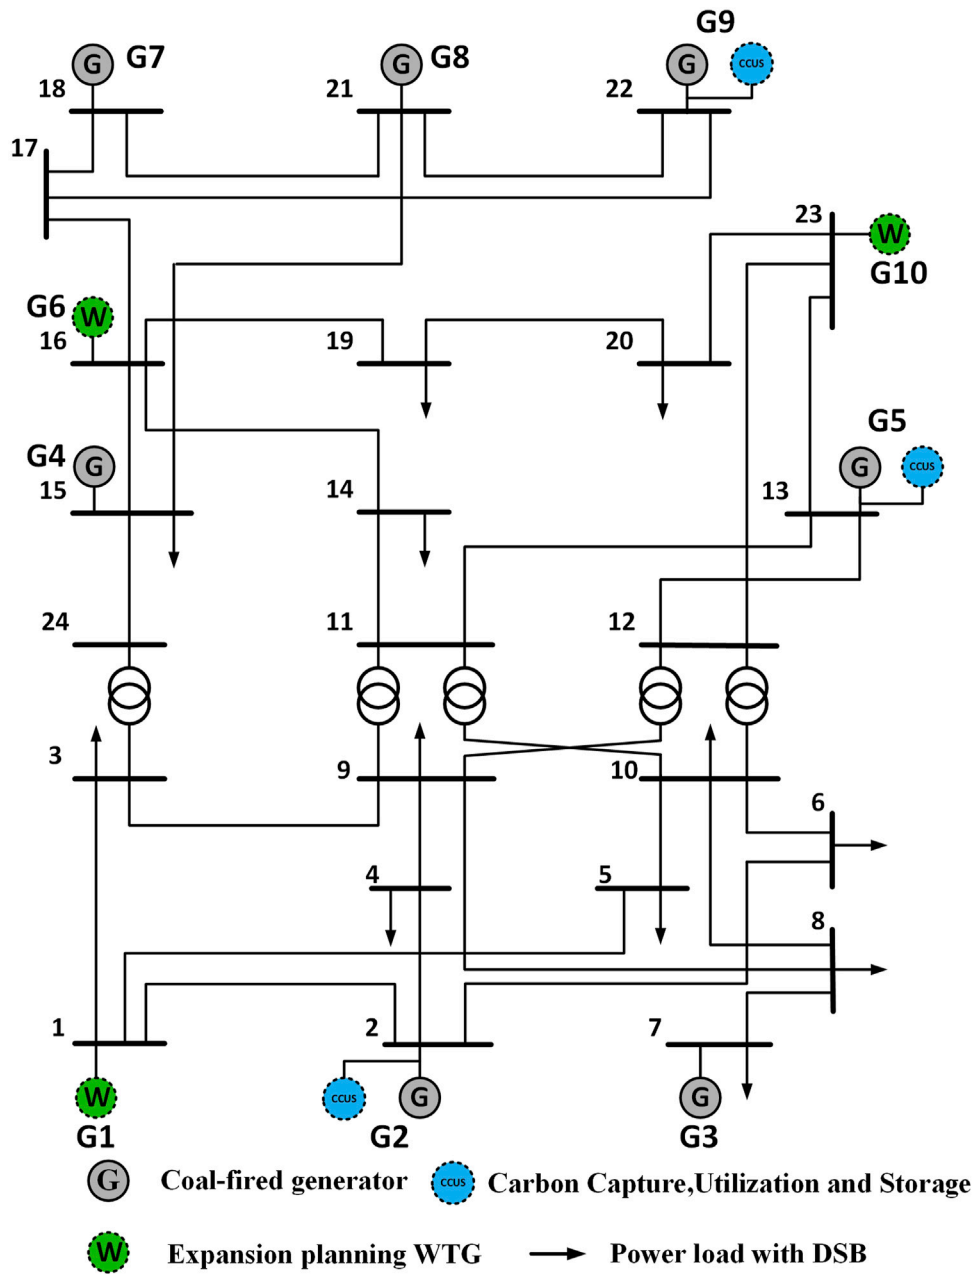 G9
G7
G8
G
G
G
CCUS
18
21
22
17
23
W
G10
G6
W
16
19
20
G5
G4
G
G
CCUS
15
14
13
24
11
12
3
9
10
6
4
5
8
1
2
7
W
CCUS
G
G
G1
G2
G3
G Coal-fired generator CCUS Carbon Capture,Utilization and Storage
W Expansion planning WTG Power load with DSB